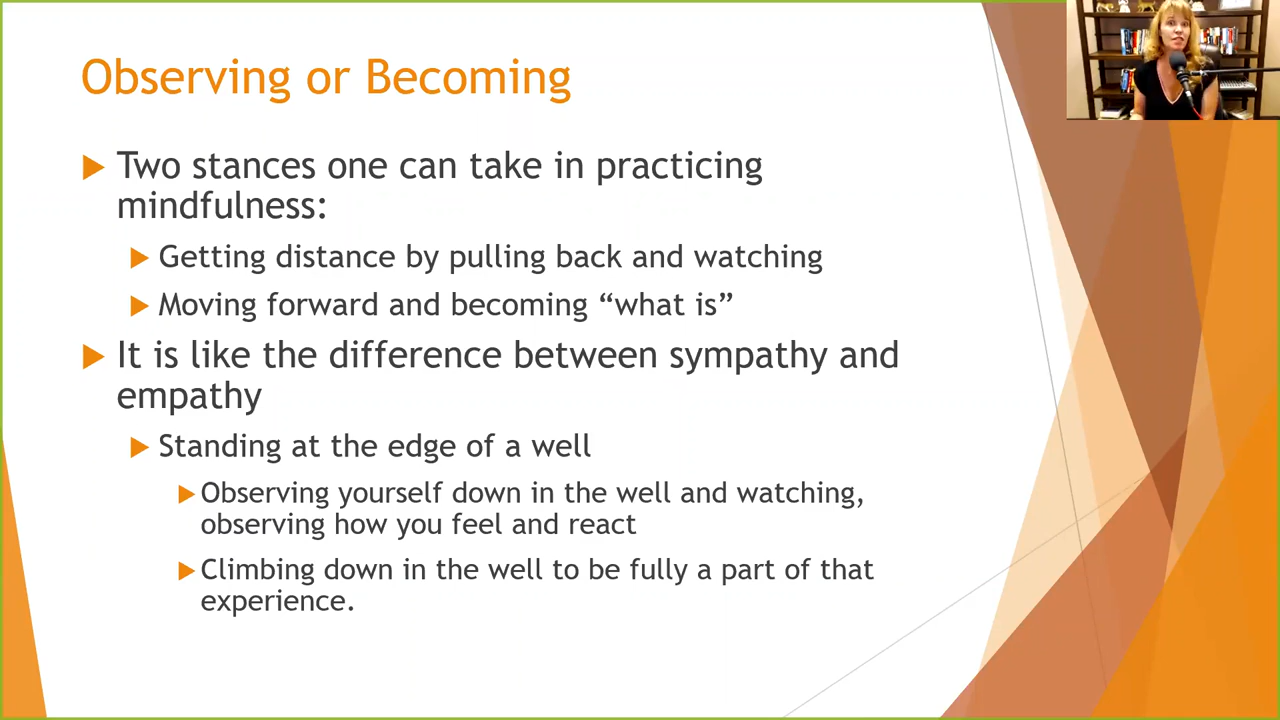 Observing or Becoming
Two stances one can take in practicing
mindfulness:
Getting distance by pulling back and watching
Moving forward and becoming “what is”
It is like the difference between sympathy and
empathy
Standing at the edge of a well
Observing yourself down in the well and watching,
observing how you feel and react
Climbing down in the well to be fully a part of that
experience.